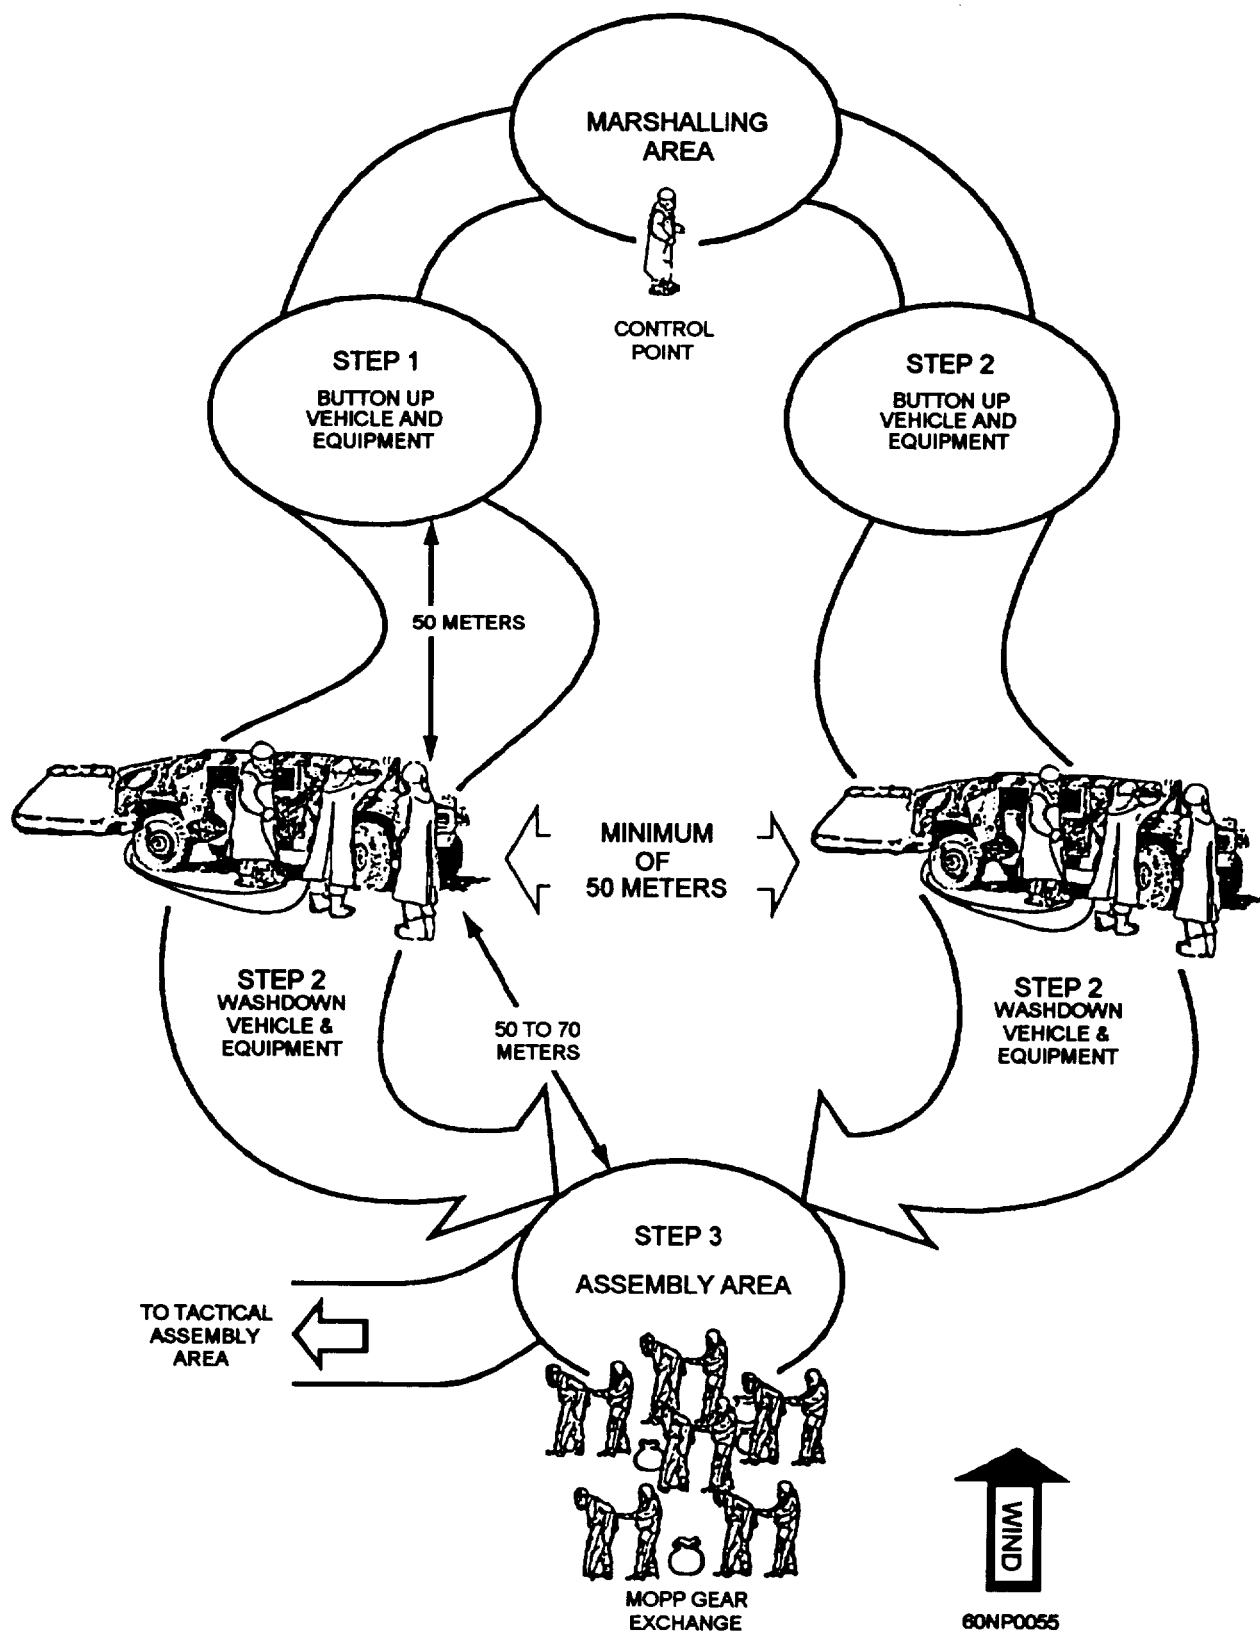 MARSHALLING
AREA
CONTROL
POINT
STEP 1
BUTTON UP
VEHICLE AND
EQUIPMENT
STEP 2
BUTTON UP
VEHICLE AND
EQUIPMENT
50 METERS
MINIMUM
OF
50 METERS
STEP 2
WASHDOWN
VEHICLE &
EQUIPMENT
50 TO 70
METERS
STEP 2
WASHDOWN
VEHICLE &
EQUIPMENT
STEP 3
ASSEMBLY AREA
TO TACTICAL
ASSEMBLY
AREA
MOPP GEAR
EXCHANGE
WIND
60NP0055